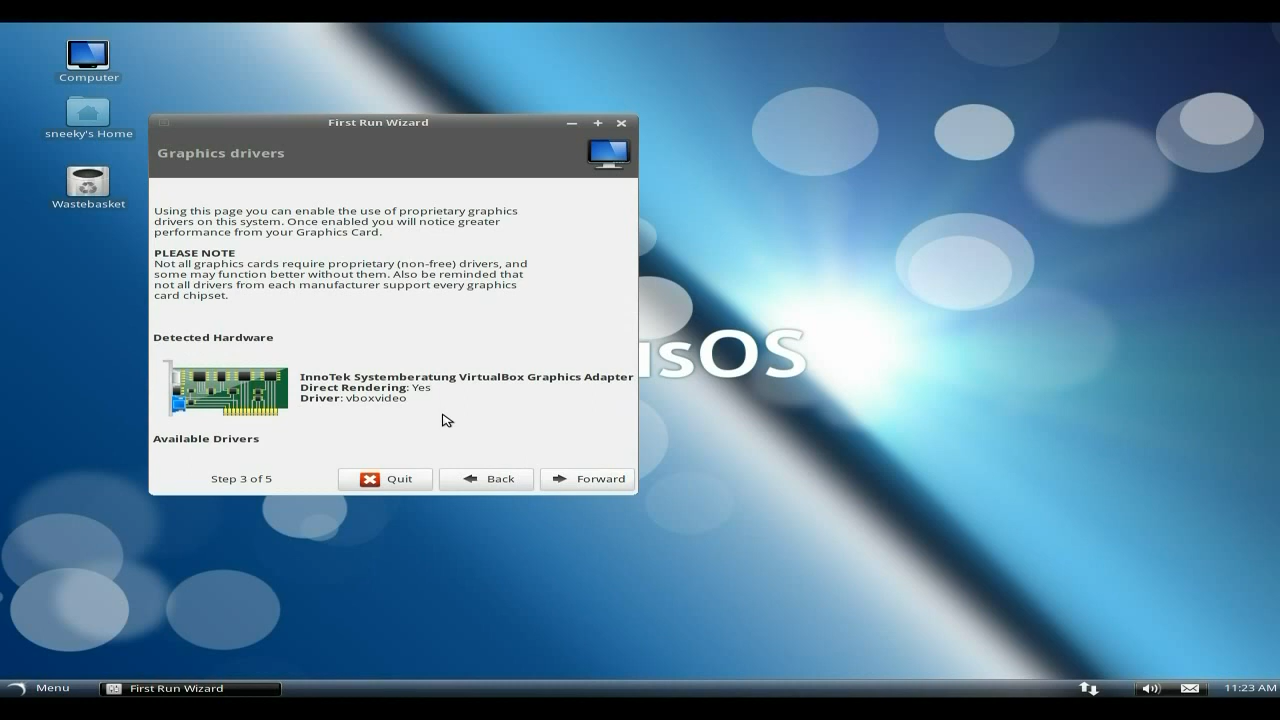 Computer
sneeky's Home
Wastebasket
First Run Wizard
Graphics drivers
Using this page you can enable the use of proprietary graphics
drivers on this system. Once enabled you will notice greater
performance from your Graphics Card.
PLEASE NOTE
Not all graphics cards require proprietary (non-free) drivers, and
some may function better without them. Also be reminded that
not all drivers from each manufacturer support every graphics
card chipset.
Detected Hardware
InnoTek Systemberatung VirtualBox Graphics Adapter
Direct Rendering: Yes
Driver: vboxvideo
Available Drivers
Step 3 of 5
Quit
Back
Forward
Menu
First Run Wizard
11:23 AM